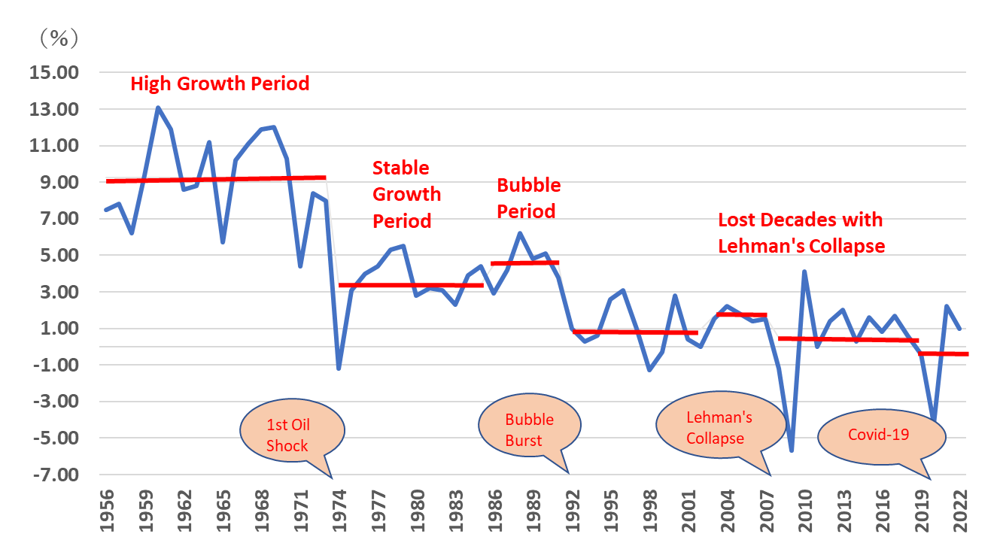 （%）
15.00
13.00
11.00
9.00
7.00
5.00
3.00
1.00
-1.00
-3.00
-5.00
-7.00
High Growth Period
Stable
Growth
Period
Bubble
Period
Lost Decades with
Lehman's Collapse
1st Oil
Shock
Bubble
Burst
Lehman's
Collapse
Covid-19
1956
1959
1962
1965
1968
1971
1974
1977
1980
1983
1986
1989
1992
1995
1998
2001
2004
2007
2010
2013
2016
2019
2022